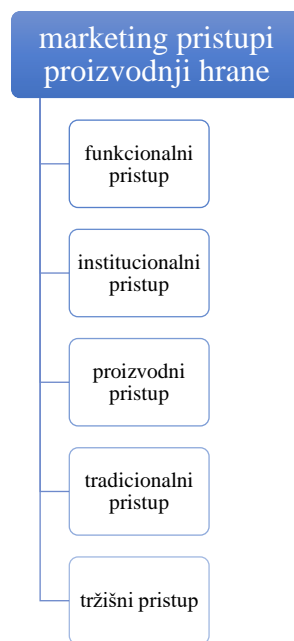 marketing pristupi
proizvodnji hrane
funkcionalni
pristup
institucionalni
pristup
proizvodni
pristup
tradicionalni
pristup
tržišni pristup